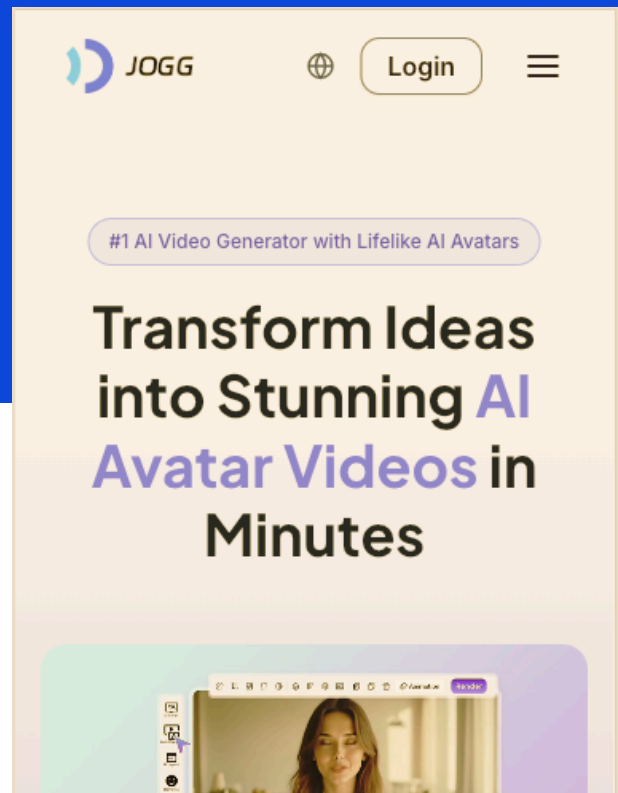 JOGG
Login
#1 AI Video Generator with Lifelike AI Avatars
Transform Ideas
into Stunning AI
Avatar Videos in
Minutes
Animation
Render